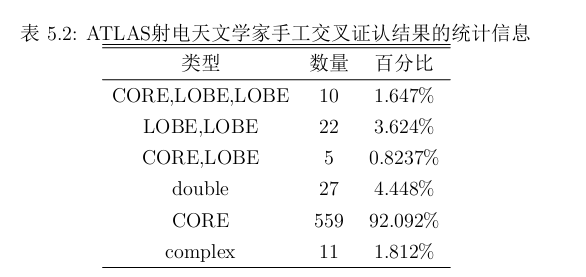 表 5.2: ATLAS射电天文学家手工交叉证认结果的统计信息
类型 数量 百分比
CORE,LOBE,LOBE 10 1.647%
LOBE,LOBE 22 3.624%
CORE,LOBE 5 0.8237%
double 27 4.448%
CORE 559 92.092%
complex 11 1.812%